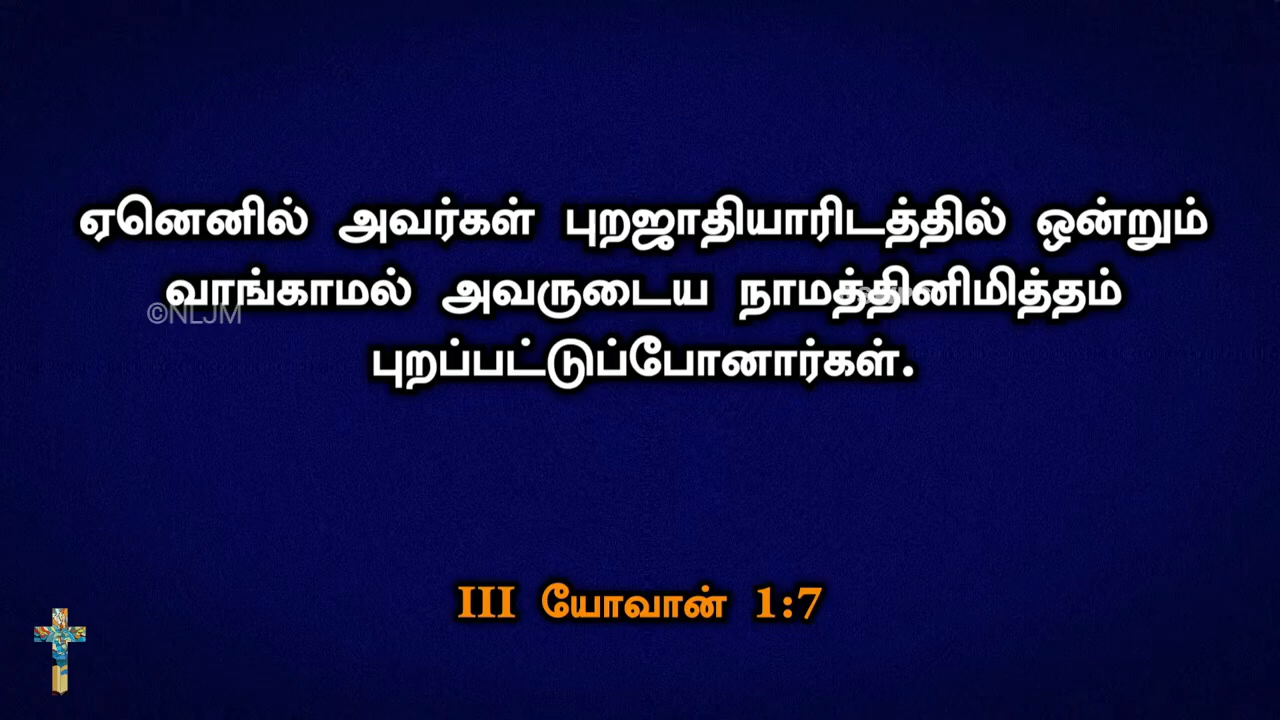 ஏனெனில் அவர்கள் புறஜாதியாரிடத்தில் ஒன்றும்
வாங்காமல் அவருடைய நாமத்தினிமித்தம்
©NLJM
புறப்பட்டுப்போனார்கள்.
III யோவான் 1:7